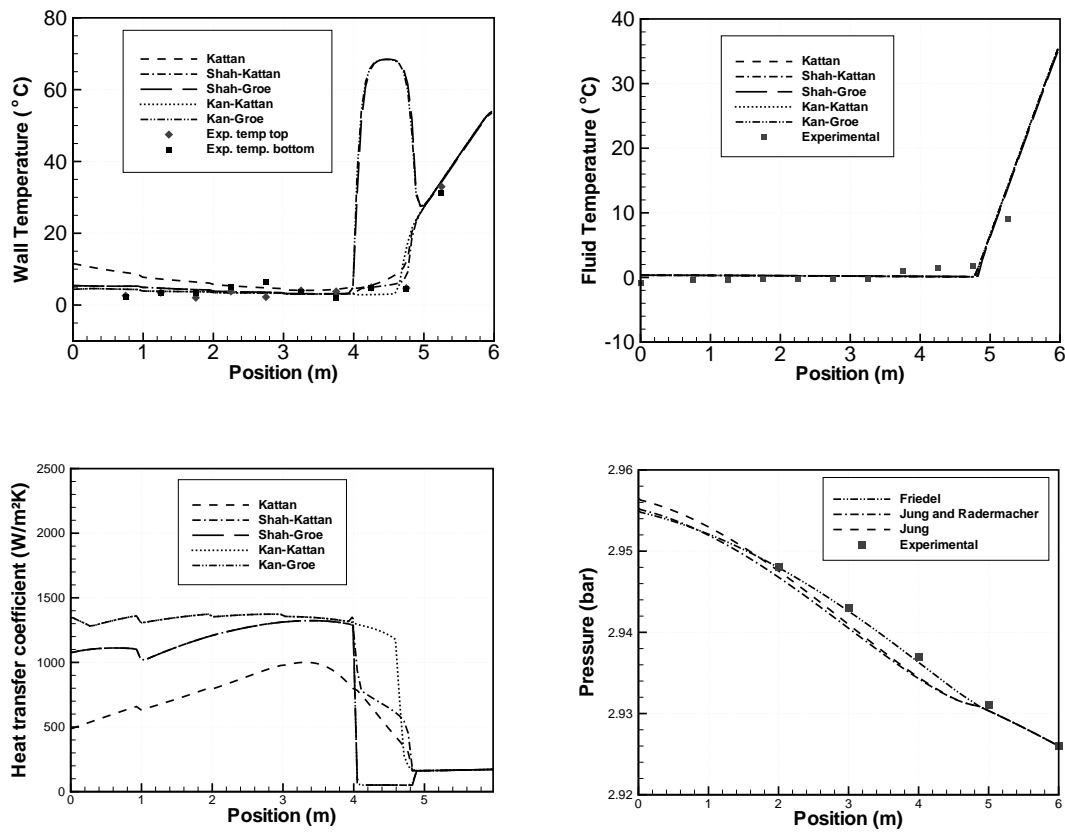 80
60
40
20
0
Wall Temperature (°C)
Kattan
Shah-Kattan
Shah-Groe
Kan-Kattan
Kan-Groe
Exp. temp top
Exp. temp. bottom
0 1 2 3 4 5 6
Position (m)
40
30
20
10
0
-10
Fluid Temperature (°C)
Kattan
Shah-Kattan
Shah-Groe
Kan-Kattan
Kan-Groe
Experimental
0 1 2 3 4 5 6
Position (m)
2500
2000
1500
1000
500
0
Heat transfer coefficient (W/m²K)
Kattan
Shah-Kattan
Shah-Groe
Kan-Kattan
Kan-Groe
0 1 2 3 4 5
Position (m)
2.96
2.95
2.94
2.93
2.92
Pressure (bar)
Friedel
Jung and Radermacher
Jung
Experimental
0 1 2 3 4 5 6
Position (m)